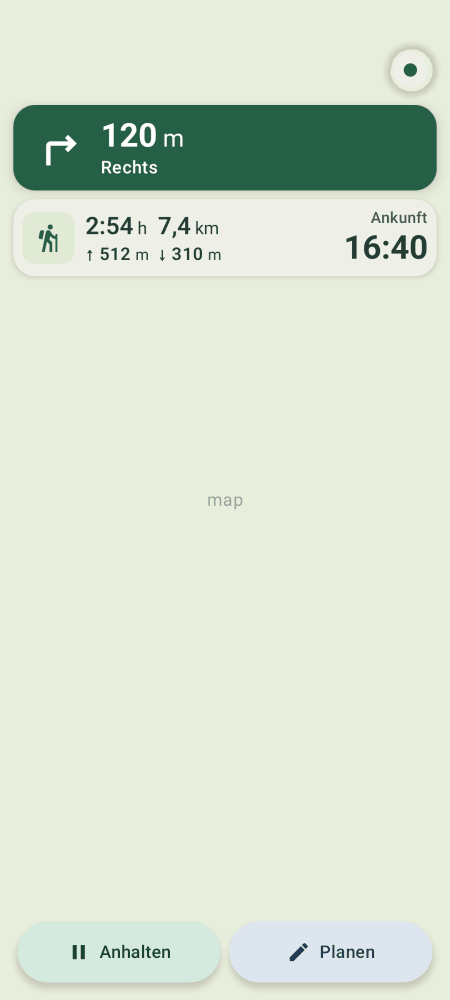 120 m
Rechts
2:54 h 7,4 km
↑ 512 m ↓ 310 m
Ankunft
16:40
map
Anhalten
Planen